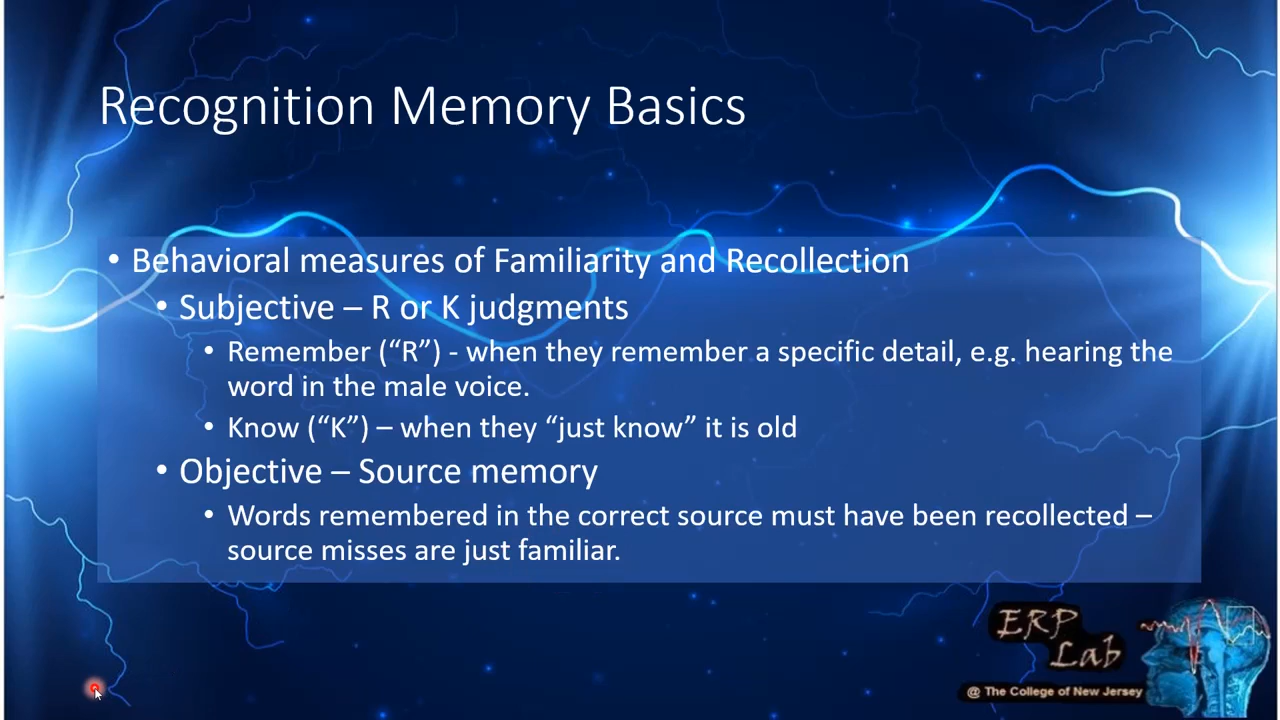 Recognition Memory Basics
• Behavioral measures of Familiarity and Recollection
• Subjective – R or K judgments
• Remember (“R”) - when they remember a specific detail, e.g. hearing the
word in the male voice.
• Know (“K”) – when they “just know” it is old
• Objective – Source memory
• Words remembered in the correct source must have been recollected –
source misses are just familiar.
ERP
Lab
@ The College of New Jersey